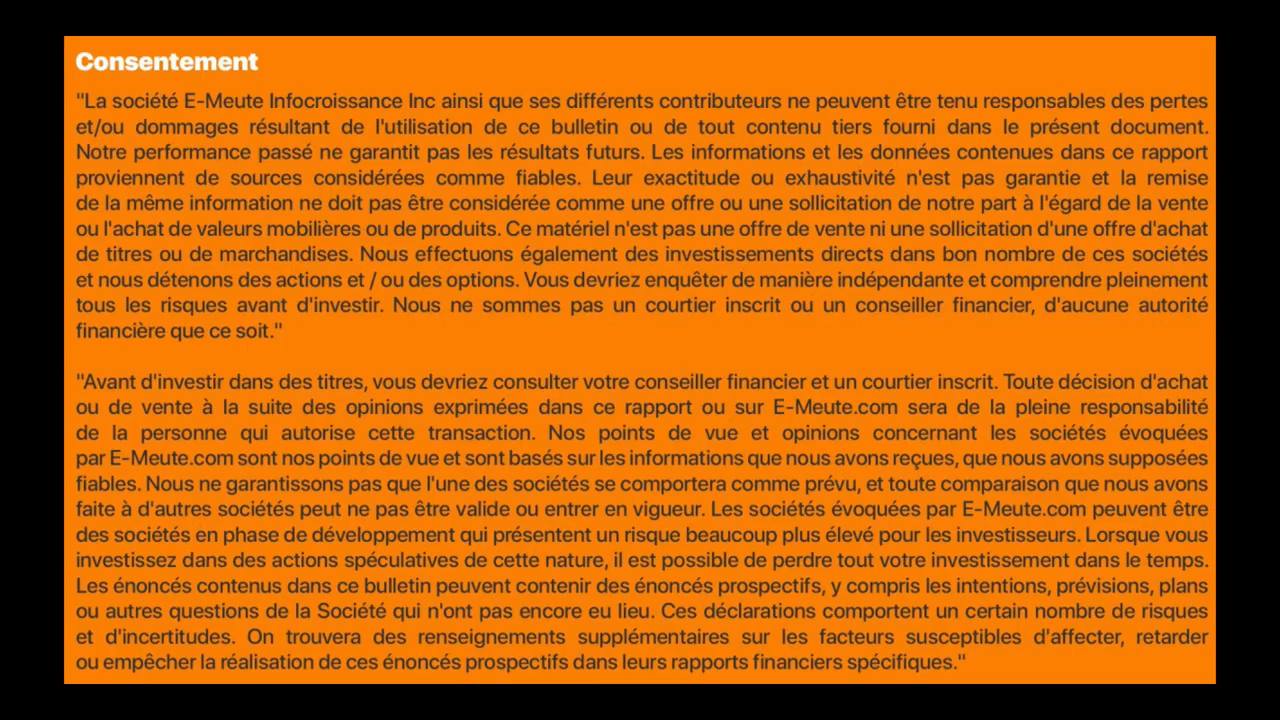 Consentement
"La société E-Meute Infocroissance Inc ainsi que ses différents contributeurs ne peuvent être tenu responsables des pertes
et/ou dommages résultant de l'utilisation de ce bulletin ou de tout contenu tiers fourni dans le présent document.
Notre performance passé ne garantit pas les résultats futurs. Les informations et les données contenues dans ce rapport
proviennent de sources considérées comme fiables. Leur exactitude ou exhaustivité n'est pas garantie et la remise
de la même information ne doit pas être considérée comme une offre ou une sollicitation de notre part à l'égard de la vente
ou l'achat de valeurs mobilières ou de produits. Ce matériel n'est pas une offre de vente ni une sollicitation d'une offre d'achat
de titres ou de marchandises. Nous effectuons également des investissements directs dans bon nombre de ces sociétés
et nous détenons des actions et / ou des options. Vous devriez enquêter de manière indépendante et comprendre pleinement
tous les risques avant d'investir. Nous ne sommes pas un courtier inscrit ou un conseiller financier, d'aucune autorité
financière que ce soit."
"Avant d'investir dans des titres, vous devriez consulter votre conseiller financier et un courtier inscrit. Toute décision d'achat
ou de vente à la suite des opinions exprimées dans ce rapport ou sur E-Meute.com sera de la pleine responsabilité
de la personne qui autorise cette transaction. Nos points de vue et opinions concernant les sociétés évoquées
par E-Meute.com sont nos points de vue et sont basés sur les informations que nous avons reçues, que nous avons supposées
fiables. Nous ne garantissons pas que l'une des sociétés se comportera comme prévu, et toute comparaison que nous avons
faite à d'autres sociétés peut ne pas être valide ou entrer en vigueur. Les sociétés évoquées par E-Meute.com peuvent être
des sociétés en phase de développement qui présentent un risque beaucoup plus élevé pour les investisseurs. Lorsque vous
investissez dans des actions spéculatives de cette nature, il est possible de perdre tout votre investissement dans le temps.
Les énoncés contenus dans ce bulletin peuvent contenir des énoncés prospectifs, y compris les intentions, prévisions, plans
ou autres questions de la Société qui n'ont pas encore eu lieu. Ces déclarations comportent un certain nombre de risques
et d'incertitudes. On trouvera des renseignements supplémentaires sur les facteurs susceptibles d'affecter, retarder
ou empêcher la réalisation de ces énoncés prospectifs dans leurs rapports financiers spécifiques."